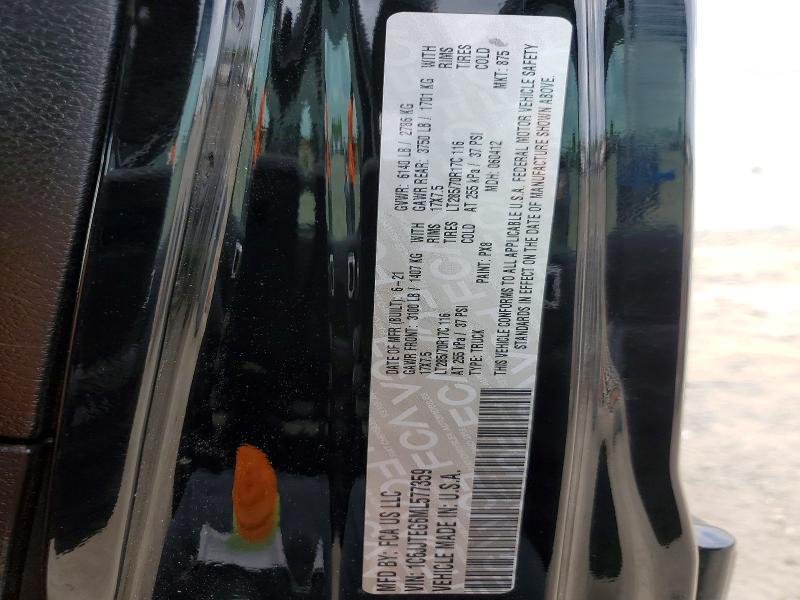 MFD BY: FCA US LLC
DATE OF MFR (BUILT): 6-21
GVWR: 6140 LB / 2786 KG
GAWR FRONT: 3100 LB / 1407 KG WITH
17X7.5 RIMS
LT285/70R17C 116 TIRES
AT 255 kPa / 37 PSI COLD
GAWR REAR: 3750 LB / 1701 KG WITH
17X7.5 RIMS
LT285/70R17C 116 TIRES
AT 255 kPa / 37 PSI COLD
VIN: 1C6JJTEG6ML577359
TYPE: TRUCK
PAINT: PX8
MDH: 060412
MKT: 875
VEHICLE MADE IN: U.S.A.
THIS VEHICLE CONFORMS TO ALL APPLICABLE U.S.A. FEDERAL MOTOR VEHICLE SAFETY
STANDARDS IN EFFECT ON THE DATE OF MANUFACTURE SHOWN ABOVE.
FCA